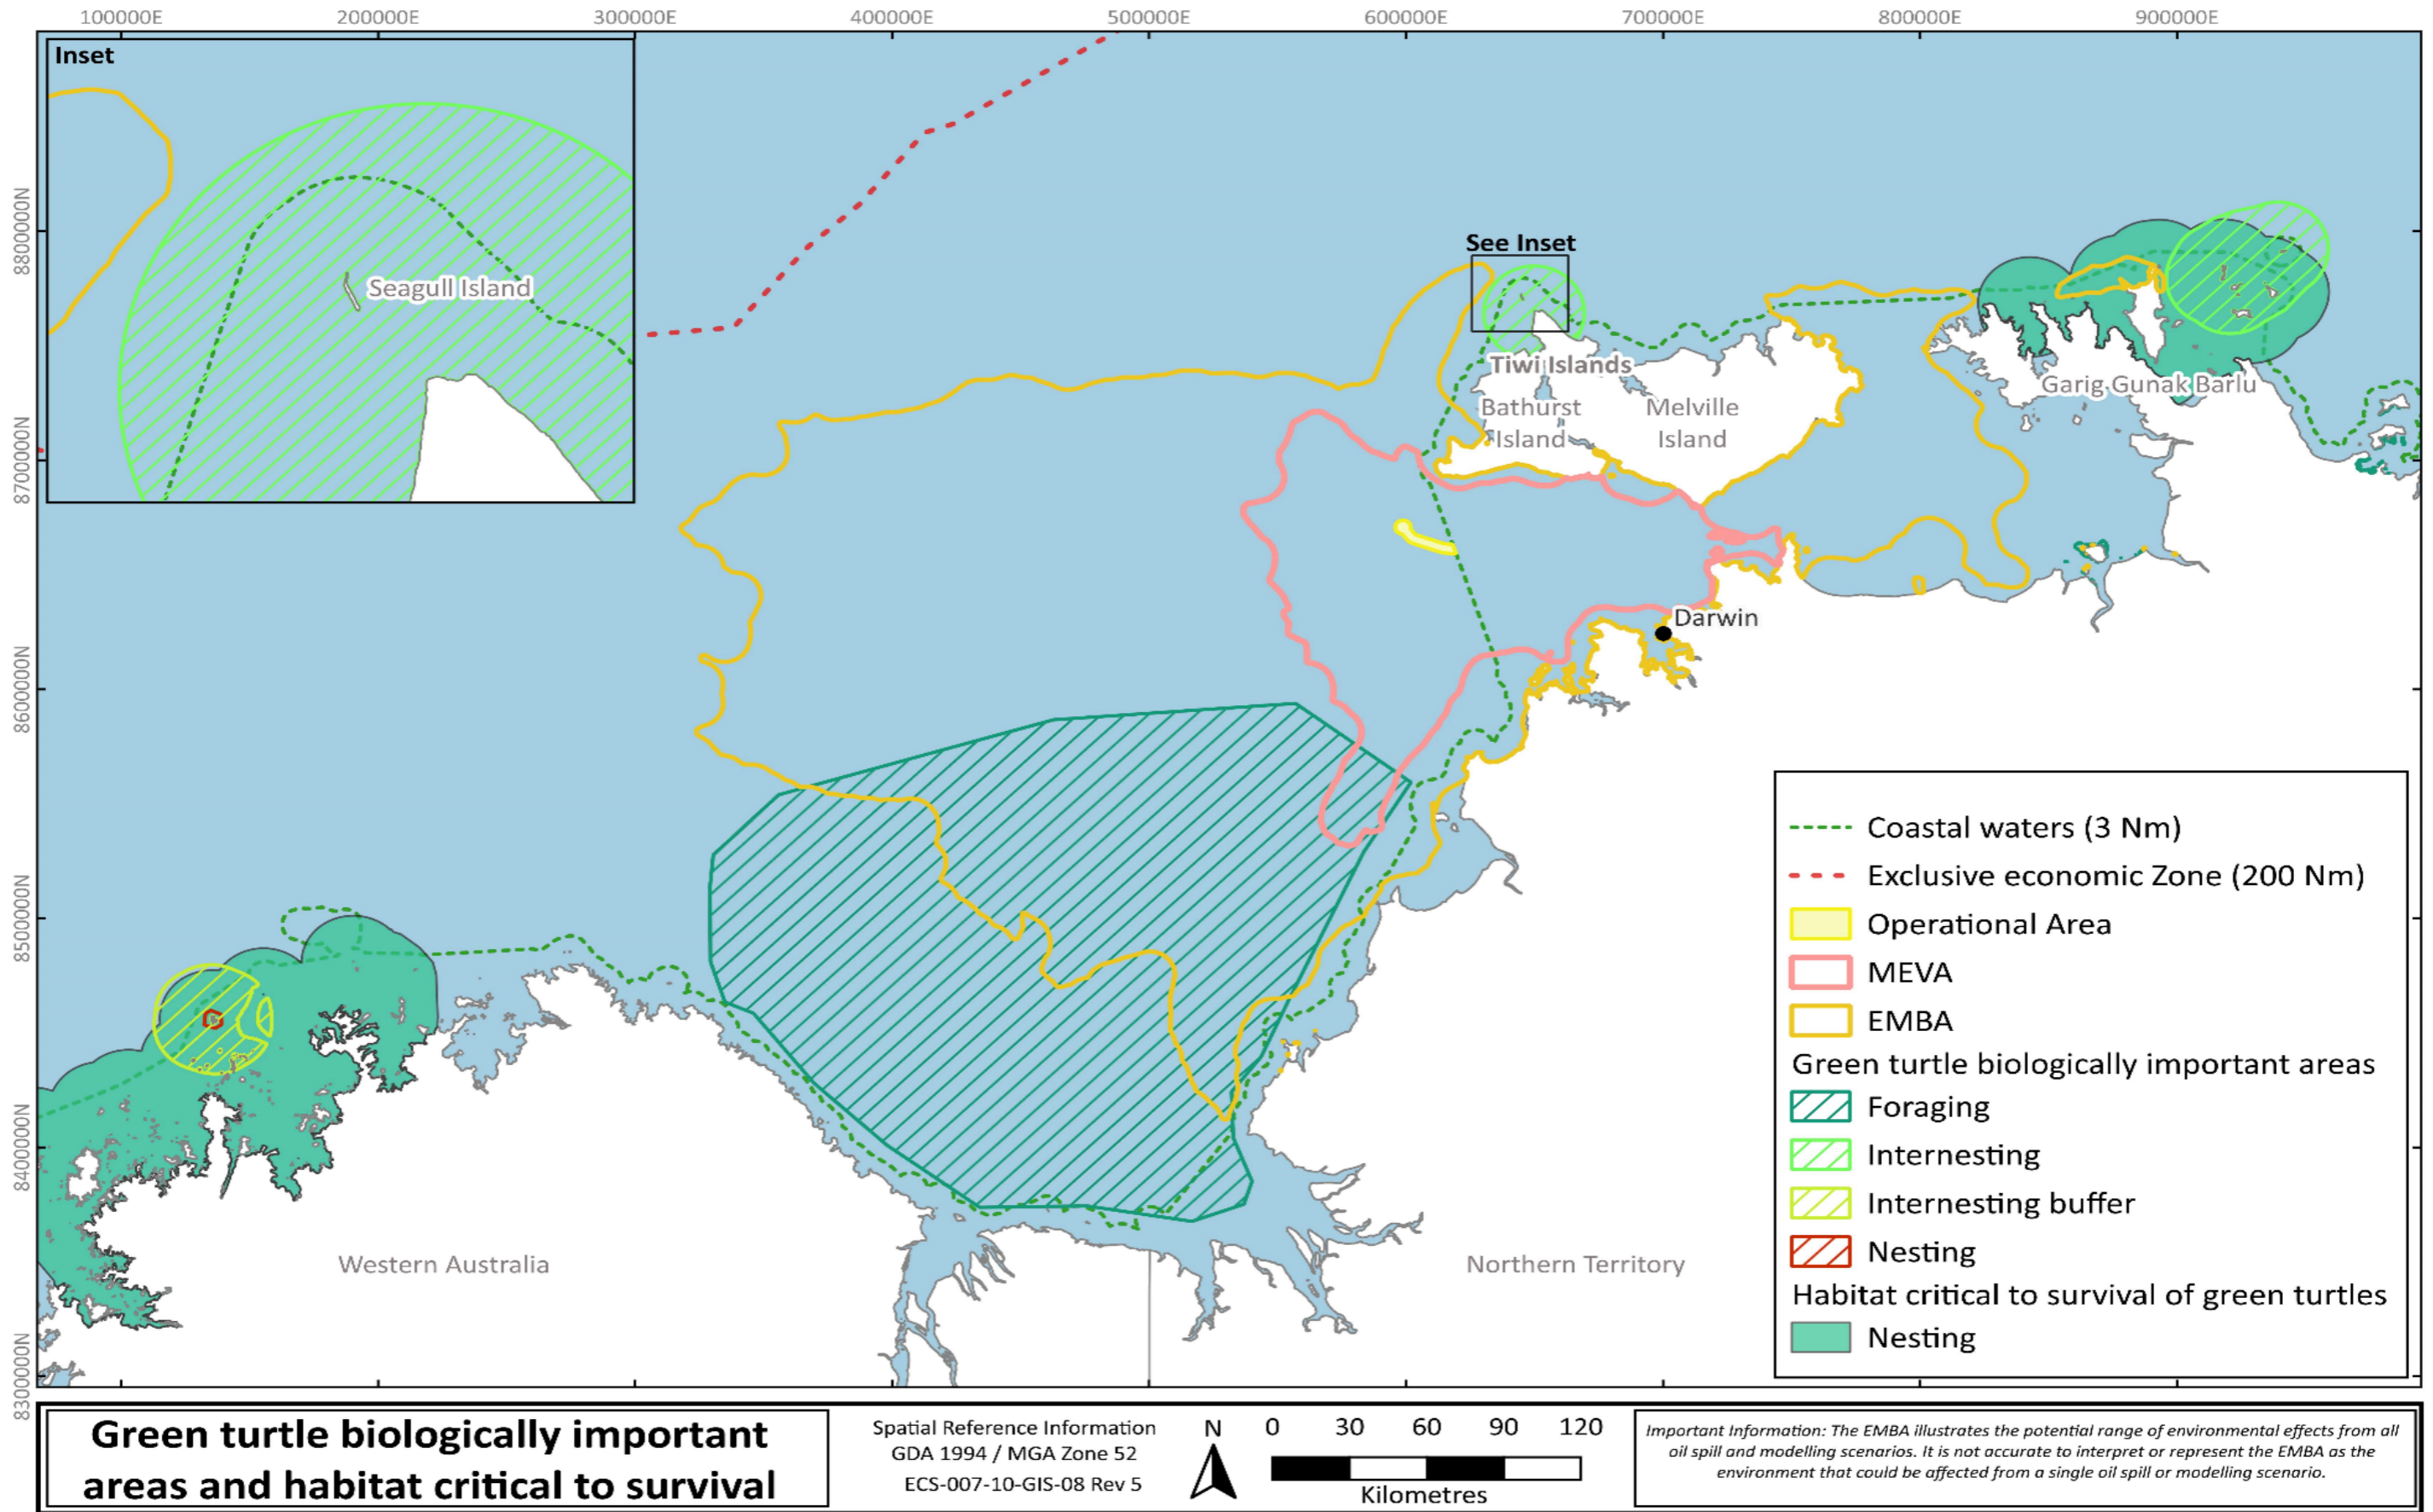 100000E 200000E 300000E 400000E 500000E 600000E 700000E 800000E 900000E
8800000N
8700000N
8600000N
8500000N
8400000N
8300000N
Inset
Seagull Island
See Inset
Tiwi Islands
Bathurst
Island
Melville
Island
Garig Gunak Barlu
Darwin
Western Australia
Northern Territory
Coastal waters (3 Nm)
Exclusive economic Zone (200 Nm)
Operational Area
MEVA
EMBA
Green turtle biologically important areas
Foraging
Internesting
Internesting buffer
Nesting
Habitat critical to survival of green turtles
Nesting
Green turtle biologically important
areas and habitat critical to survival
Spatial Reference Information
GDA 1994 / MGA Zone 52
ECS-007-10-GIS-08 Rev 5
N
0 30 60 90 120
Kilometres
Important Information: The EMBA illustrates the potential range of environmental effects from all
oil spill and modelling scenarios. It is not accurate to interpret or represent the EMBA as the
environment that could be affected from a single oil spill or modelling scenario.